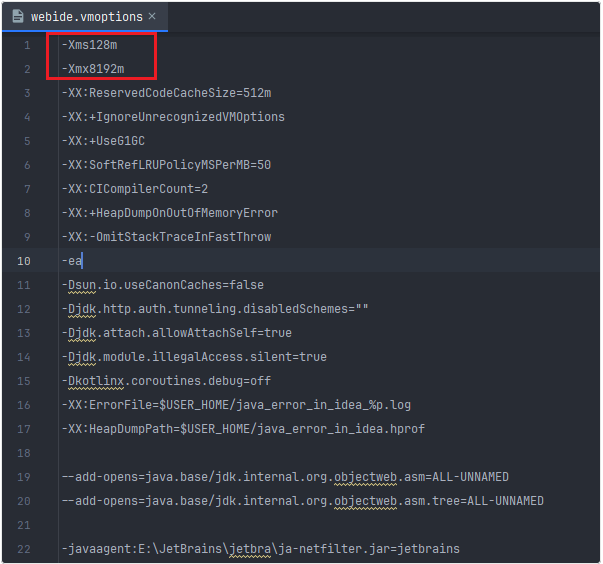 webide.vmoptions
1 -Xms128m
2 -Xmx8192m
3 -XX:ReservedCodeCacheSize=512m
4 -XX:+IgnoreUnrecognizedVMOptions
5 -XX:+UseG1GC
6 -XX:SoftRefLRUPolicyMSPerMB=50
7 -XX:CICompilerCount=2
8 -XX:+HeapDumpOnOutOfMemoryError
9 -XX:-OmitStackTraceInFastThrow
10 -ea
11 -Dsun.io.useCanonCaches=false
12 -Djdk.http.auth.tunneling.disabledSchemes=""
13 -Djdk.attach.allowAttachSelf=true
14 -Djdk.module.illegalAccess.silent=true
15 -Dkotlinx.coroutines.debug=off
16 -XX:ErrorFile=$USER_HOME/java_error_in_idea_%p.log
17 -XX:HeapDumpPath=$USER_HOME/java_error_in_idea.hprof
18
19 --add-opens=java.base/jdk.internal.org.objectweb.asm=ALL-UNNAMED
20 --add-opens=java.base/jdk.internal.org.objectweb.asm.tree=ALL-UNNAMED
21
22 -javaagent:E:\JetBrains\jetbra\ja-netfilter.jar=jetbrains